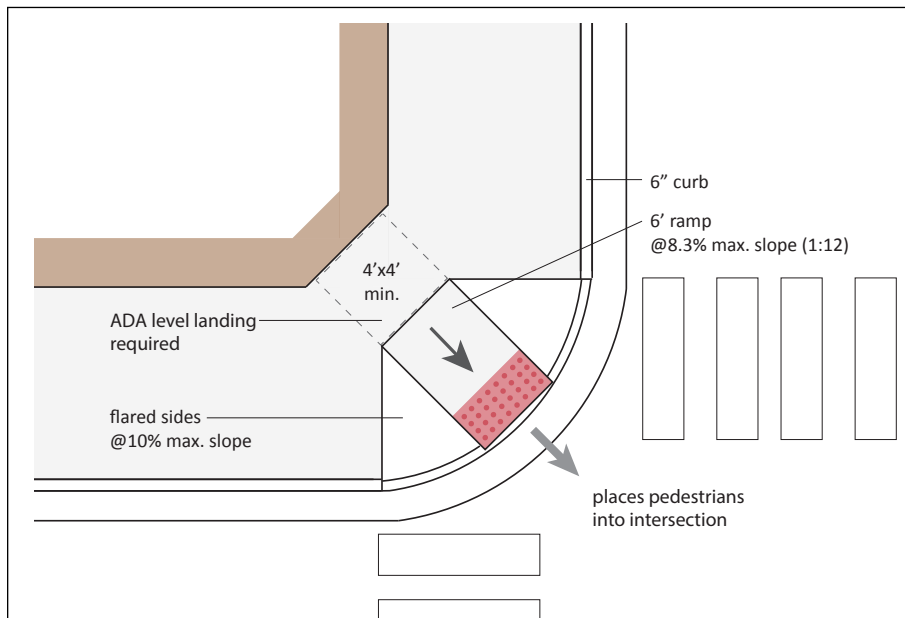 6” curb
6’ ramp
@8.3% max. slope (1:12)
4’x4’
min.
ADA level landing
required
flared sides
@10% max. slope
places pedestrians
into intersection